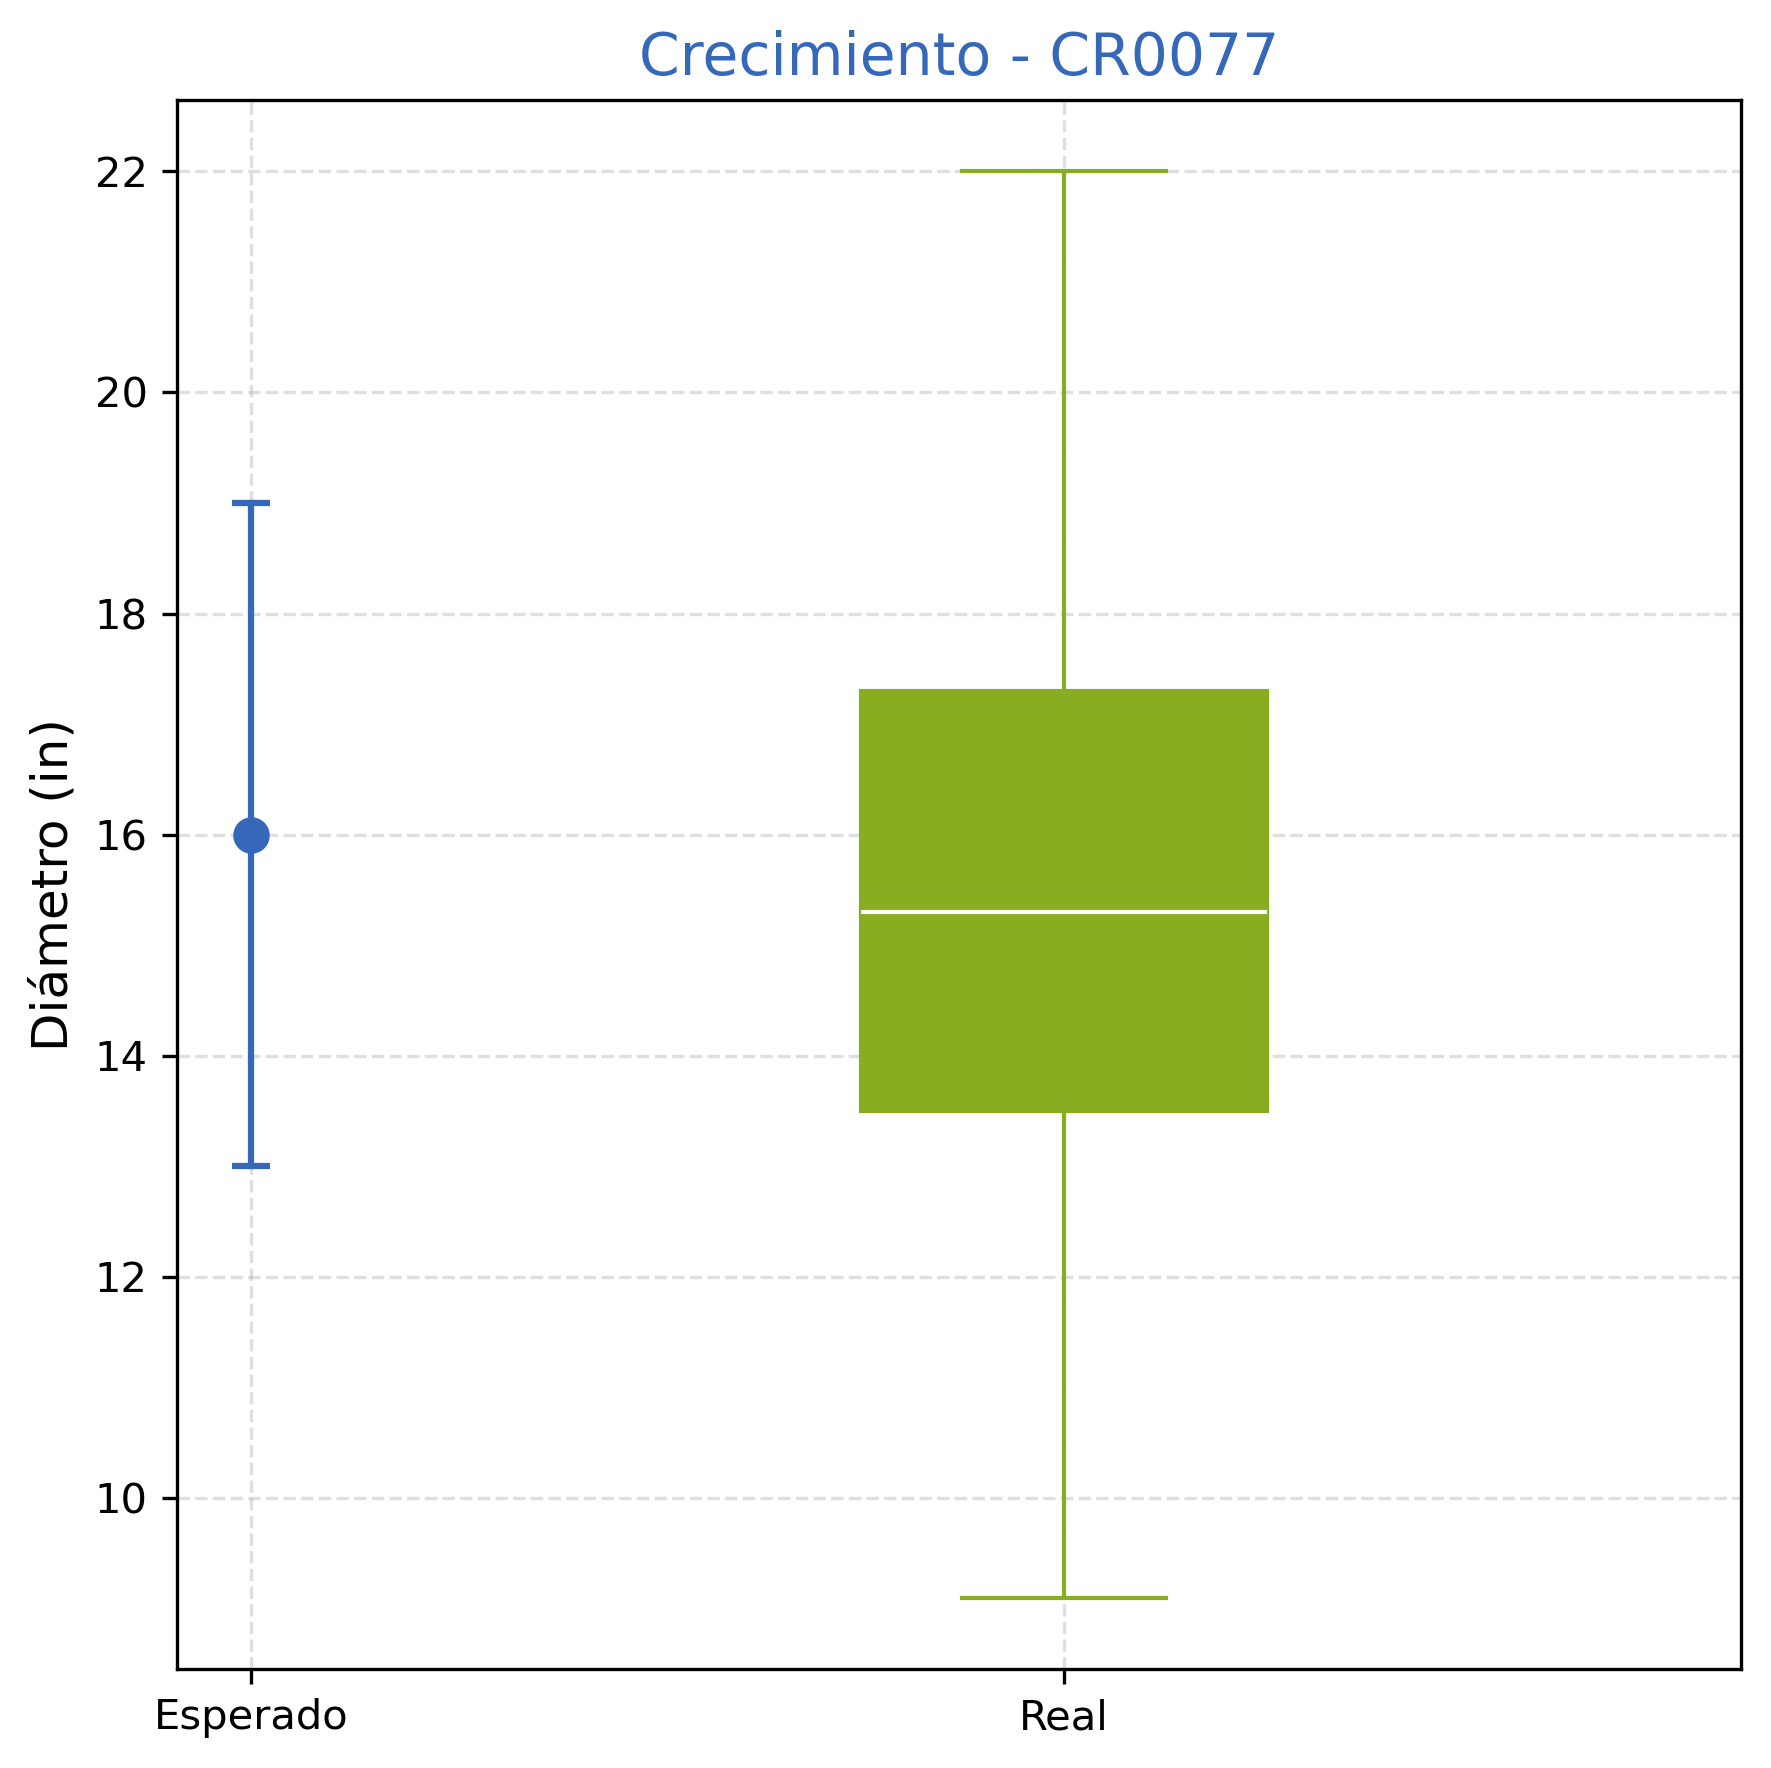 Crecimiento - CR0077
Diámetro (in)
22
20
18
16
14
12
10
Esperado
Real